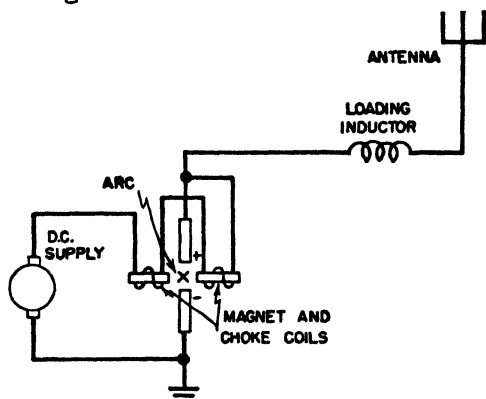 ANTENNA
LOADING
INDUCTOR
ARC
D.C.
SUPPLY
+
-
MAGNET AND
CHOKE COILS